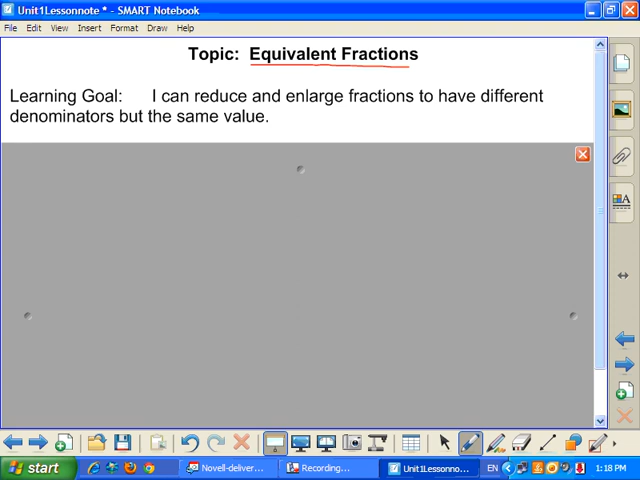 Unit1Lessonnote * - SMART Notebook
File Edit View Insert Format Draw Help
Topic: Equivalent Fractions
Learning Goal: I can reduce and enlarge fractions to have different
denominators but the same value.
start Novell-deliver... Recording... Unit1Lessonno... EN 1:18 PM